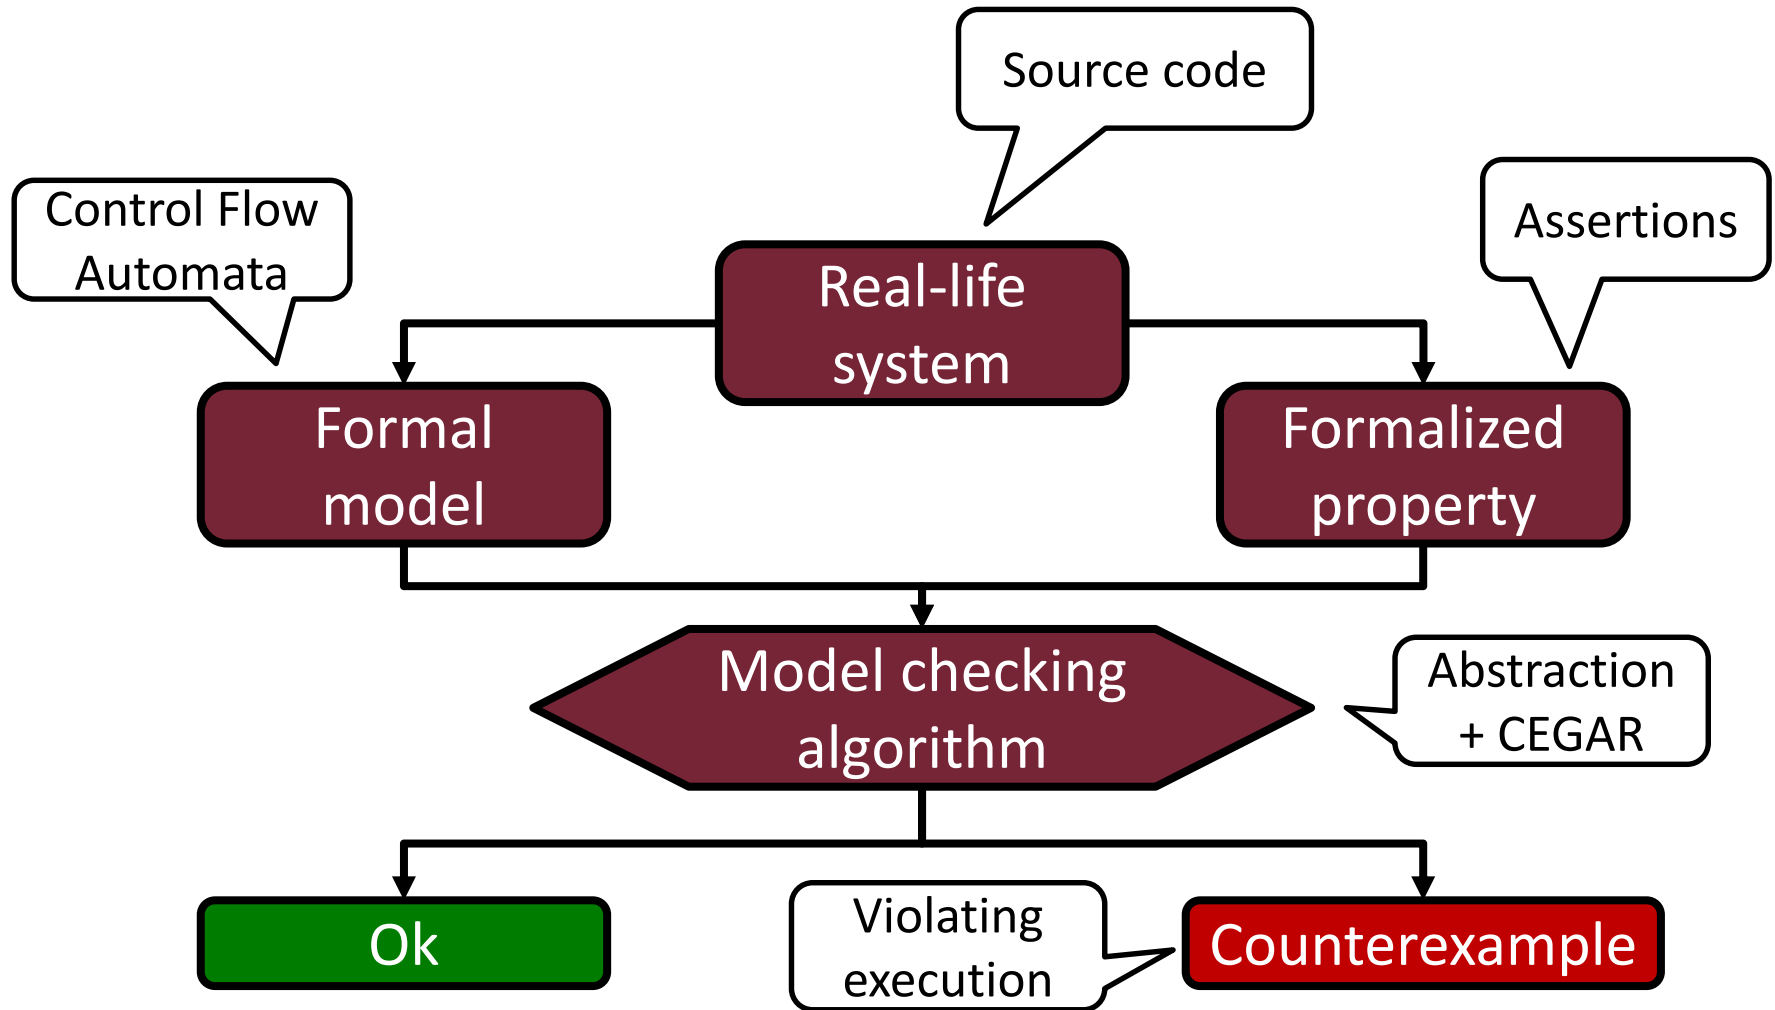 Source code
Control Flow
Automata
Assertions
Real-life
system
Formal
model
Formalized
property
Model checking
algorithm
Abstraction
+ CEGAR
Ok
Violating
execution
Counterexample